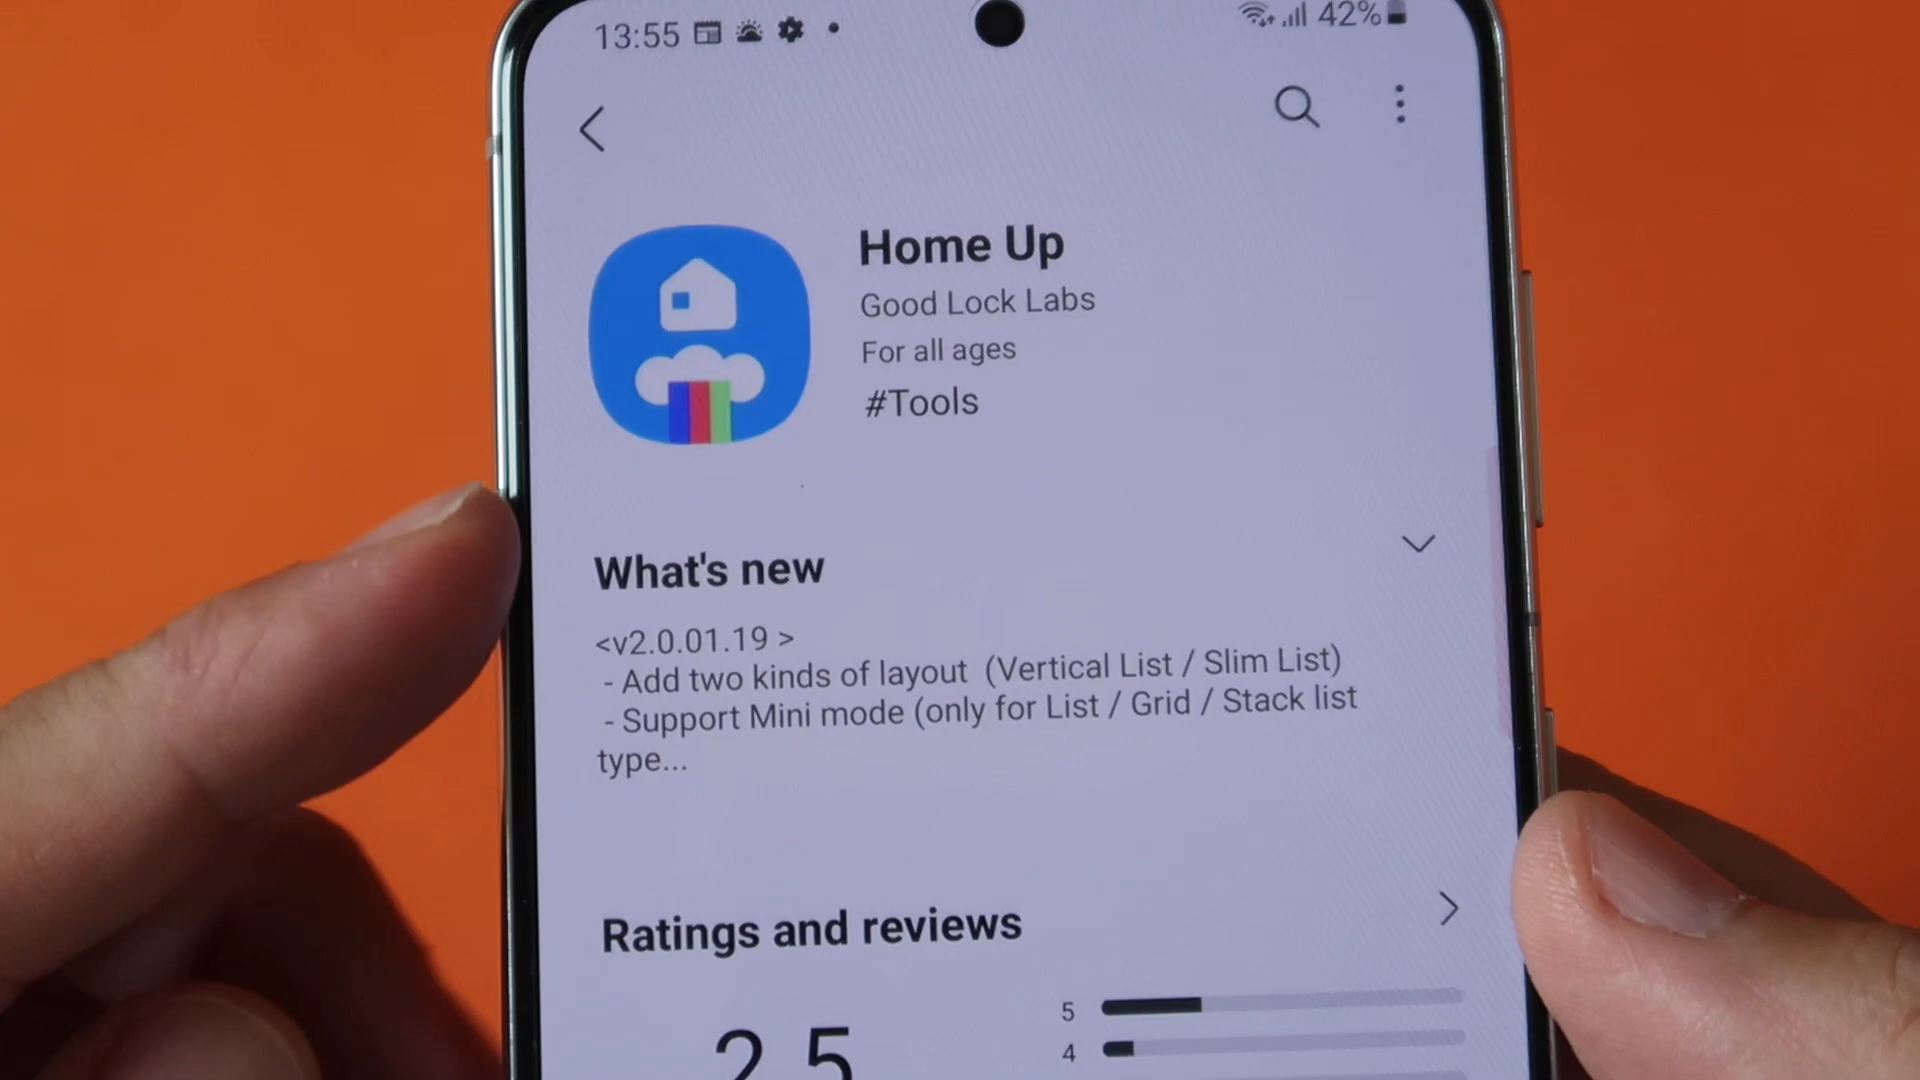 13:55
42%
Home Up
Good Lock Labs
For all ages
#Tools
What's new
<v2.0.01.19 >
- Add two kinds of layout (Vertical List / Slim List)
- Support Mini mode (only for List / Grid / Stack list
type...
Ratings and reviews
5
2.5
4